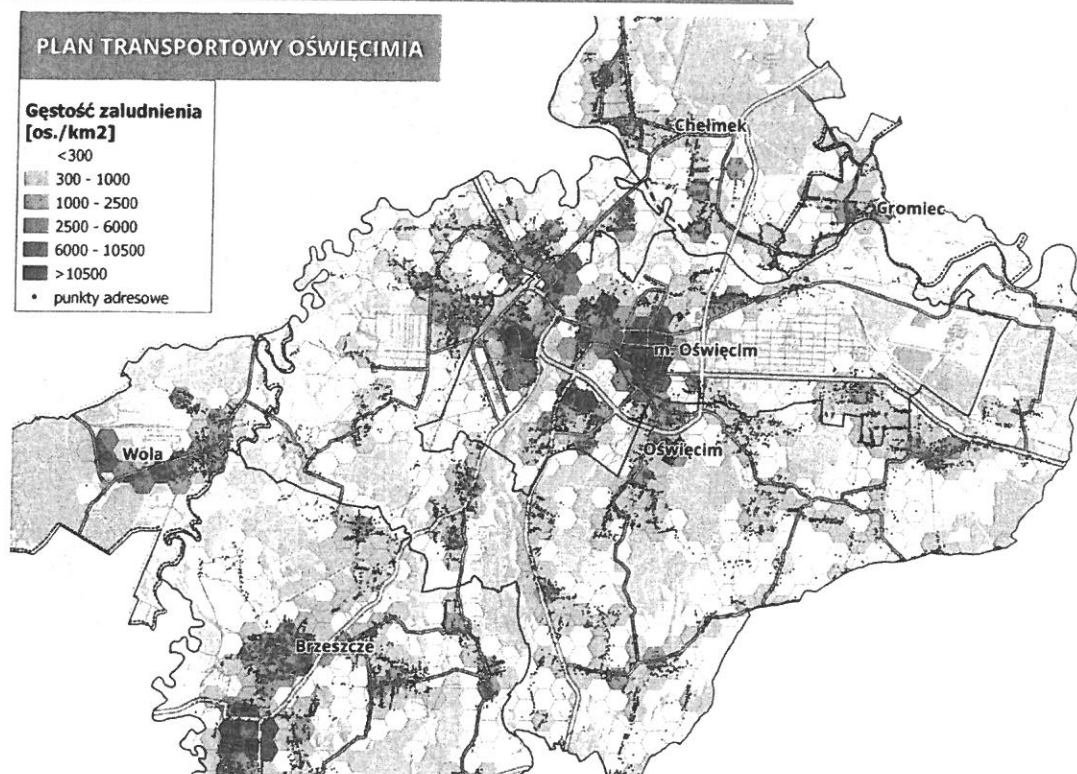 PLAN TRANSPORTOWY OŚWIĘCIMIA
Gęstość zaludnienia
[os./km2]
<300
300 - 1000
1000 - 2500
2500 - 6000
6000 - 10500
>10500
punkty adresowe
Chełmek
Gromiec
m. Oświęcim
Oświęcim
Wola
Brzeszcze